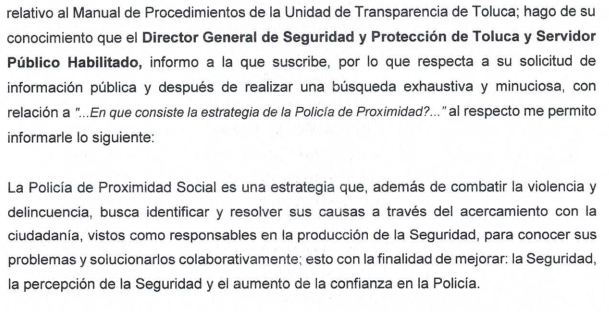 relativo al Manual de Procedimientos de la Unidad de Transparencia de Toluca; hago de su
conocimiento que el Director General de Seguridad y Protección de Toluca y Servidor
Público Habilitado, informo a la que suscribe, por lo que respecta a su solicitud de
información pública y después de realizar una búsqueda exhaustiva y minuciosa, con
relación a "...En que consiste la estrategia de la Policía de Proximidad?..." al respecto me permito
informarle lo siguiente:
La Policía de Proximidad Social es una estrategia que, además de combatir la violencia y
delincuencia, busca identificar y resolver sus causas a través del acercamiento con la
ciudadanía, vistos como responsables en la producción de la Seguridad, para conocer sus
problemas y solucionarlos colaborativamente; esto con la finalidad de mejorar: la Seguridad,
la percepción de la Seguridad y el aumento de la confianza en la Policía.